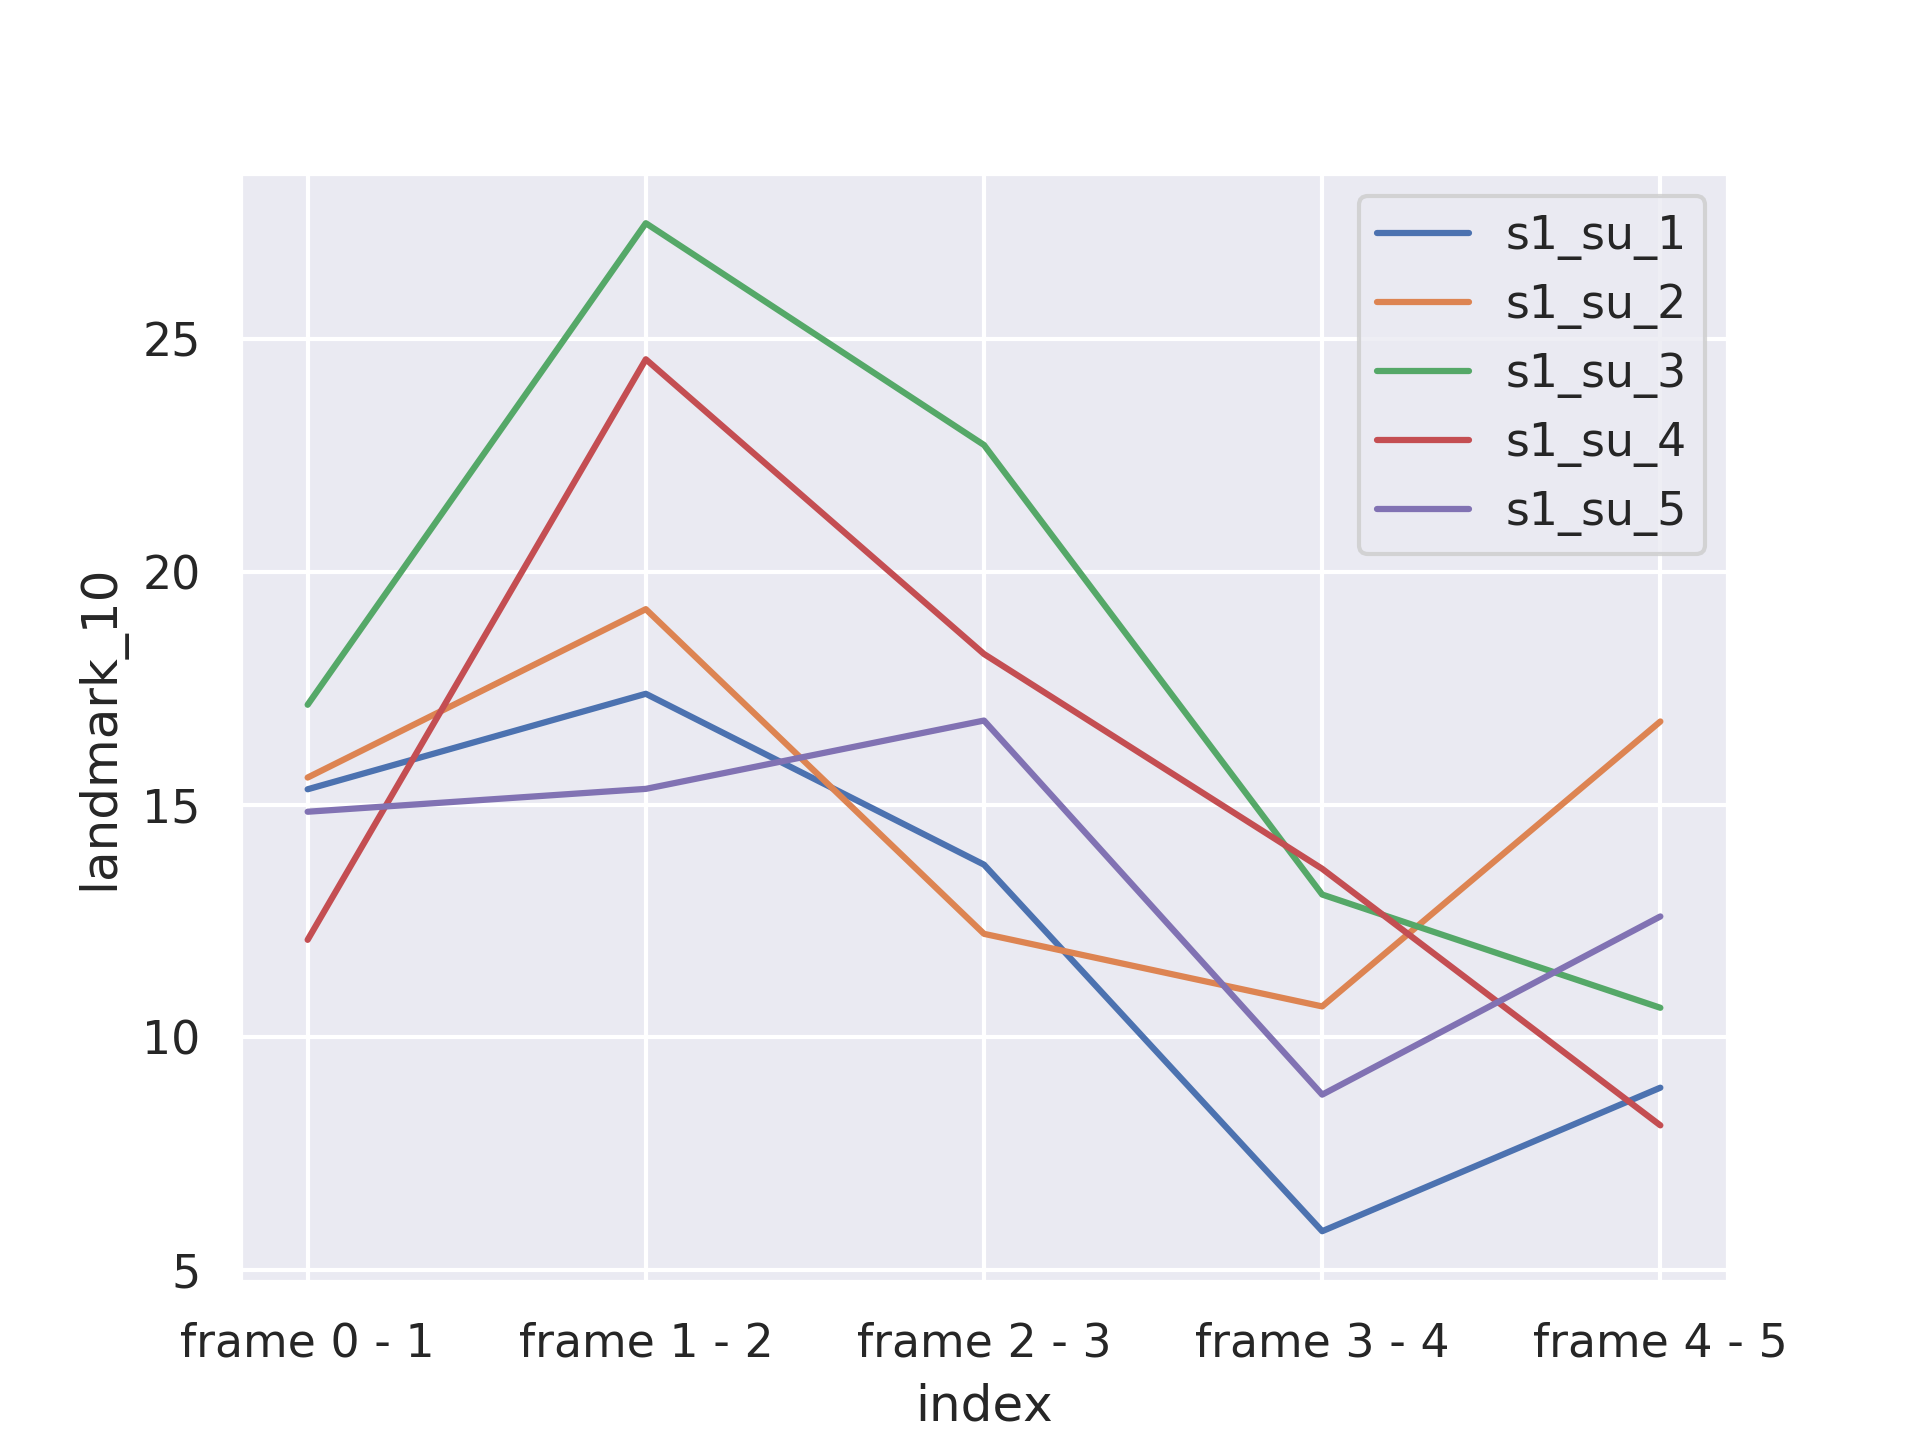 s1_su_1
s1_su_2
s1_su_3
s1_su_4
s1_su_5
25
20
15
10
5
landmark_10
frame 0 - 1
frame 1 - 2
frame 2 - 3
frame 3 - 4
frame 4 - 5
index